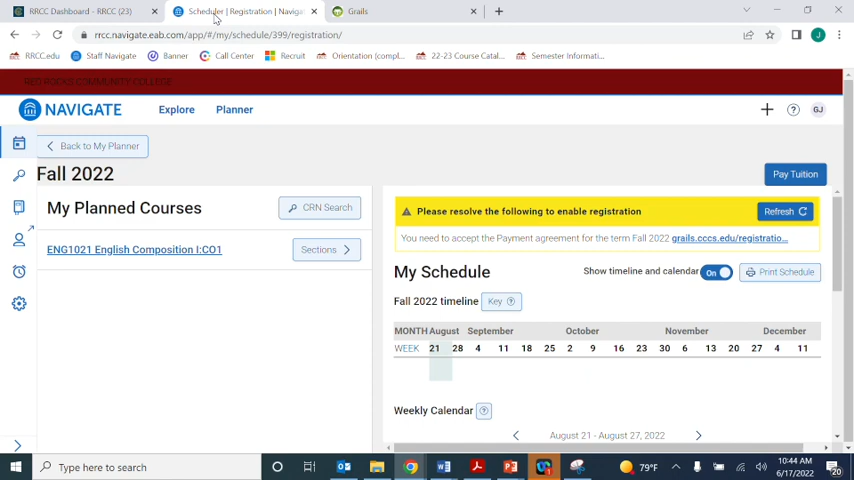 RRCC Dashboard - RRCC (23)
Scheduler | Registration | Naviga
Grails
rrcc.navigate.eab.com/app/#/my/schedule/399/registration/
J
RRCC.edu
Staff Navigate
Banner
Call Center
Recruit
Orientation (compl...
22-23 Course Catal...
Semester Informati...
RED ROCKS COMMUNITY COLLEGE
NAVIGATE
Explore
Planner
GJ
Back to My Planner
Fall 2022
Pay Tuition
My Planned Courses
CRN Search
ENG1021 English Composition I:CO1
Sections
Please resolve the following to enable registration
Refresh
You need to accept the Payment agreement for the term Fall 2022 grails.cccs.edu/registratio...
My Schedule
Show timeline and calendar
On
Print Schedule
Fall 2022 timeline
Key
MONTH August September October November December
WEEK 21 28 4 11 18 25 2 9 16 23 30 6 13 20 27 4 11
Weekly Calendar
August 21 - August 27, 2022
Type here to search
79°F
10:44 AM
6/17/2022
20